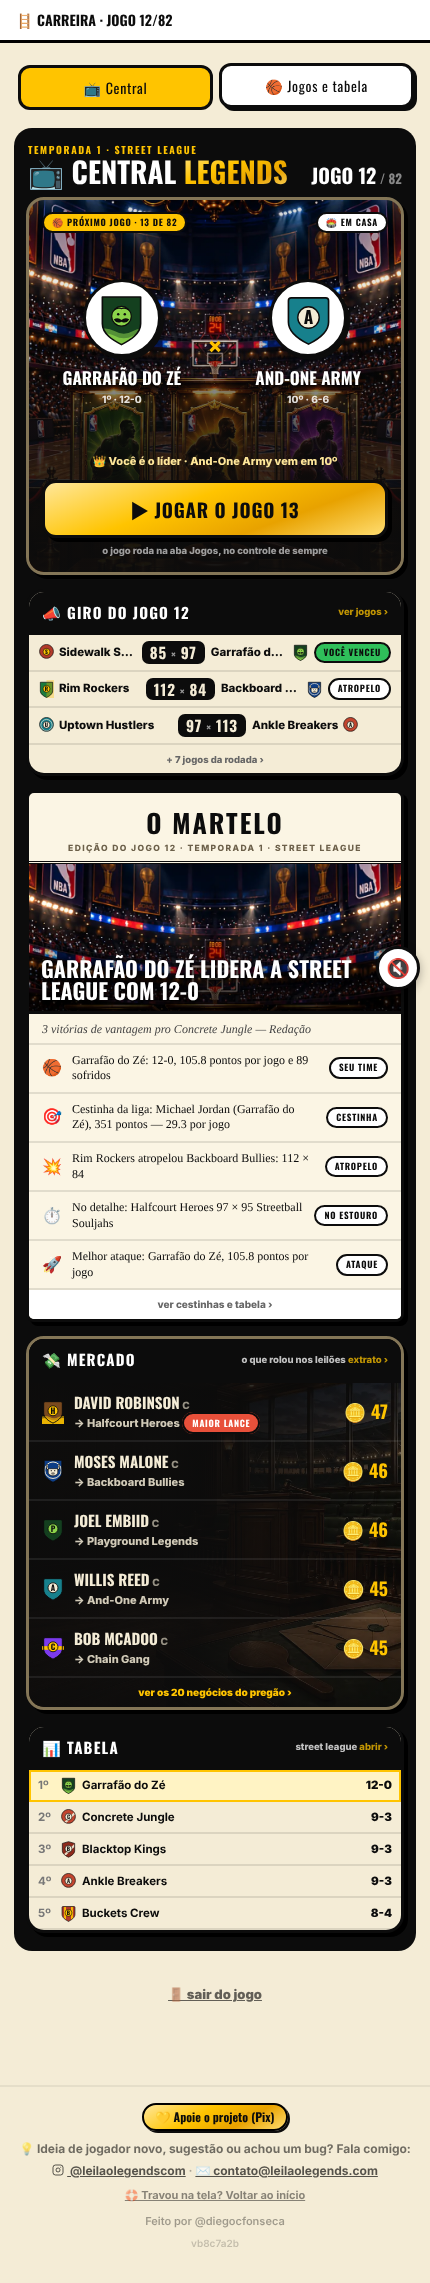 🪜 CARREIRA · JOGO 12/82
📺 Central
🏀 Jogos e tabela
TEMPORADA 1 · STREET LEAGUE
📺 CENTRAL LEGENDS
JOGO 12 / 82
🏀 PRÓXIMO JOGO · 13 DE 82
🏟️ EM CASA
GARRAFÃO DO ZÉ
1º · 12-0
×
AND-ONE ARMY
10º · 6-6
👑 Você é o líder · And-One Army vem em 10º
▶ JOGAR O JOGO 13
o jogo roda na aba Jogos, no controle de sempre
📣 GIRO DO JOGO 12
ver jogos ›
Sidewalk S... 85 × 97 Garrafão d... VOCÊ VENCEU
Rim Rockers 112 × 84 Backboard ... ATROPELO
Uptown Hustlers 97 × 113 Ankle Breakers
+ 7 jogos da rodada ›
O MARTELO
EDIÇÃO DO JOGO 12 · TEMPORADA 1 · STREET LEAGUE
GARRAFÃO DO ZÉ LIDERA A STREET
LEAGUE COM 12-0
3 vitórias de vantagem pro Concrete Jungle — Redação
🏀 Garrafão do Zé: 12-0, 105.8 pontos por jogo e 89
sofridos
SEU TIME
🎯 Cestinha da liga: Michael Jordan (Garrafão do
Zé), 351 pontos — 29.3 por jogo
CESTINHA
💥 Rim Rockers atropelou Backboard Bullies: 112 ×
84
ATROPELO
⏱️ No detalhe: Halfcourt Heroes 97 × 95 Streetball
Souljahs
NO ESTOURO
🚀 Melhor ataque: Garrafão do Zé, 105.8 pontos por
jogo
ATAQUE
ver cestinhas e tabela ›
💸 MERCADO
o que rolou nos leilões extrato ›
DAVID ROBINSON C
→ Halfcourt Heroes MAIOR LANCE
🪙 47
MOSES MALONE C
→ Backboard Bullies
🪙 46
JOEL EMBIID C
→ Playground Legends
🪙 46
WILLIS REED C
→ And-One Army
🪙 45
BOB MCADOO C
→ Chain Gang
🪙 45
ver os 20 negócios do pregão ›
📊 TABELA
street league abrir ›
1º Garrafão do Zé 12-0
2º Concrete Jungle 9-3
3º Blacktop Kings 9-3
4º Ankle Breakers 9-3
5º Buckets Crew 8-4
🚪 sair do jogo
💛 Apoie o projeto (Pix)
💡 Ideia de jogador novo, sugestão ou achou um bug? Fala comigo:
@leilaolegendscom · ✉️ contato@leilaolegends.com
🛟 Travou na tela? Voltar ao início
Feito por @diegocfonseca
vb8c7a2b